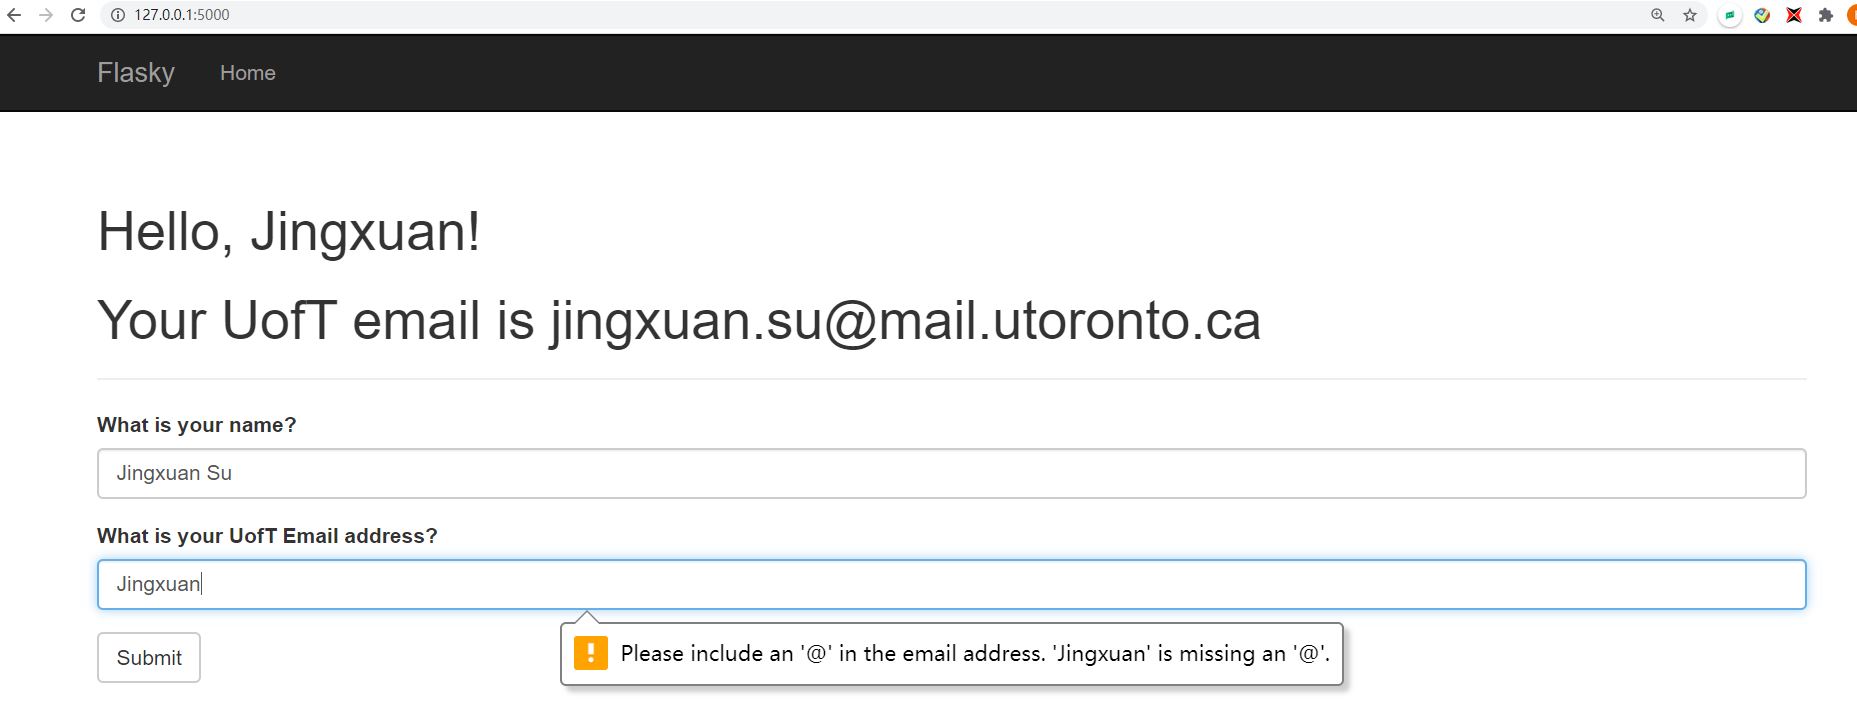 127.0.0.1:5000
Flasky Home
Hello, Jingxuan!
Your UofT email is jingxuan.su@mail.utoronto.ca
What is your name?
Jingxuan Su
What is your UofT Email address?
Jingxuan
Please include an '@' in the email address. 'Jingxuan' is missing an '@'.
Submit